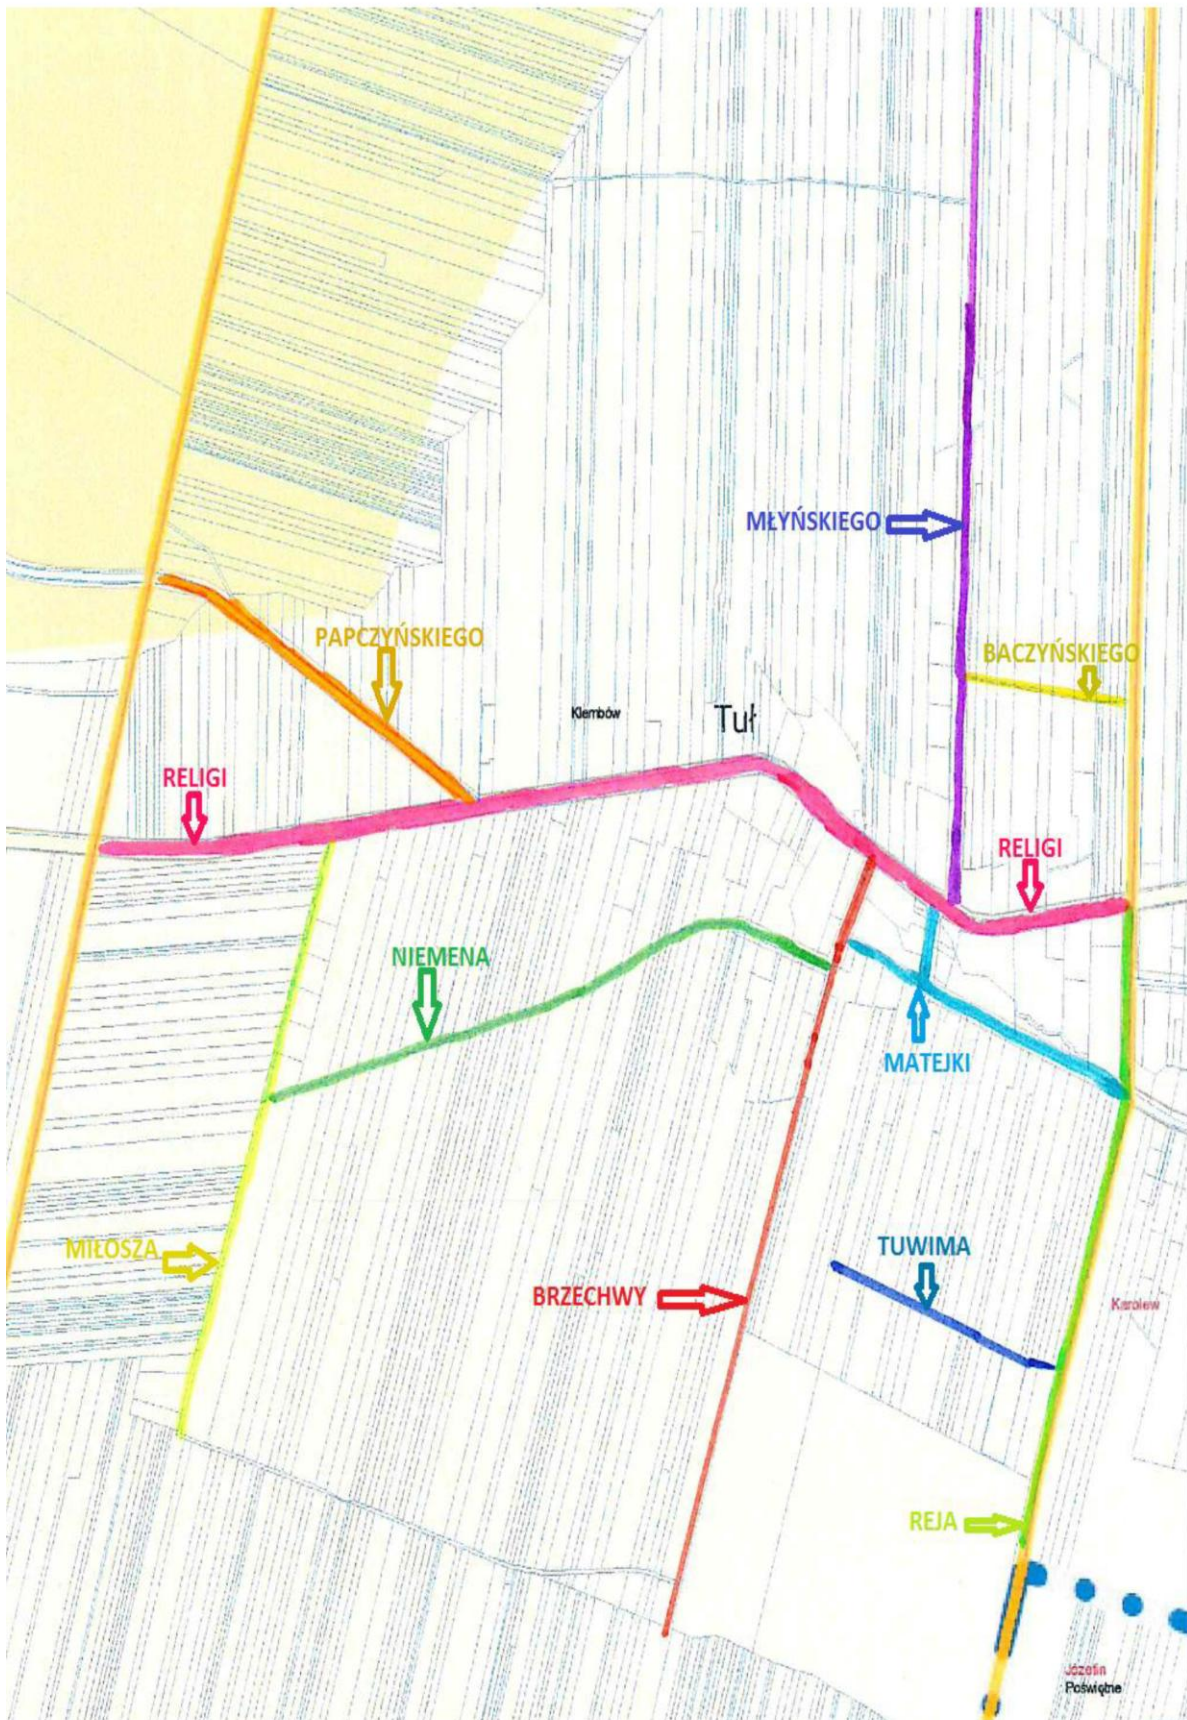 MŁYŃSKIEGO
PAPCZYŃSKIEGO
BACZYŃSKIEGO
Klembów
Tuł
RELIGI
RELIGI
NIEMENA
MATEJKI
MIŁOSZA
TUWIMA
BRZECHWY
Karolew
REJA
Józefin
Poświętne